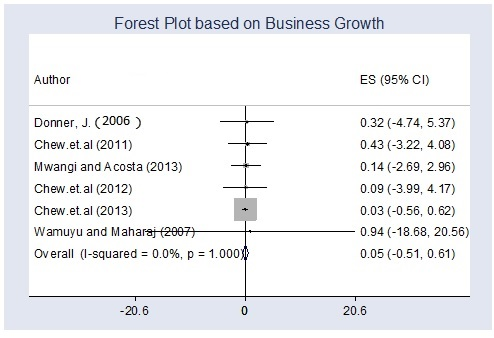 Forest Plot based on Business Growth
Author ES (95% CI)
Donner, J. (2006 ) 0.32 (-4.74, 5.37)
Chew.et.al (2011) 0.43 (-3.22, 4.08)
Mwangi and Acosta (2013) 0.14 (-2.69, 2.96)
Chew.et.al (2012) 0.09 (-3.99, 4.17)
Chew.et.al (2013) 0.03 (-0.56, 0.62)
Wamuyu and Maharaj (2007) 0.94 (-18.68, 20.56)
Overall (I-squared = 0.0%, p = 1.000) 0.05 (-0.51, 0.61)
-20.6 0 20.6